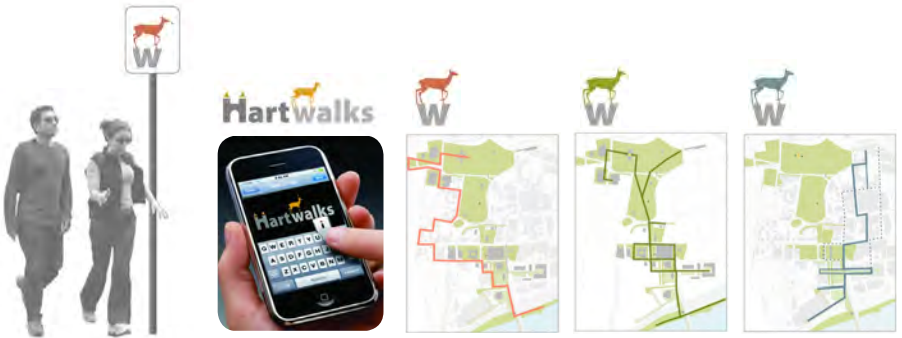 W
Hartwalks
W
W
W
Hartwalks
I
Q W E R T Y U
A S D F G H J
Z X C V B N M